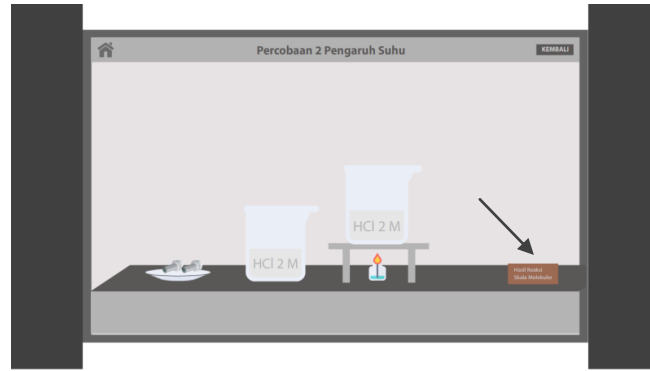 Percobaan 2 Pengaruh Suhu
KEMBALI
HCl 2 M
HCl 2 M
Hasil Reaksi
Skala Molekuler